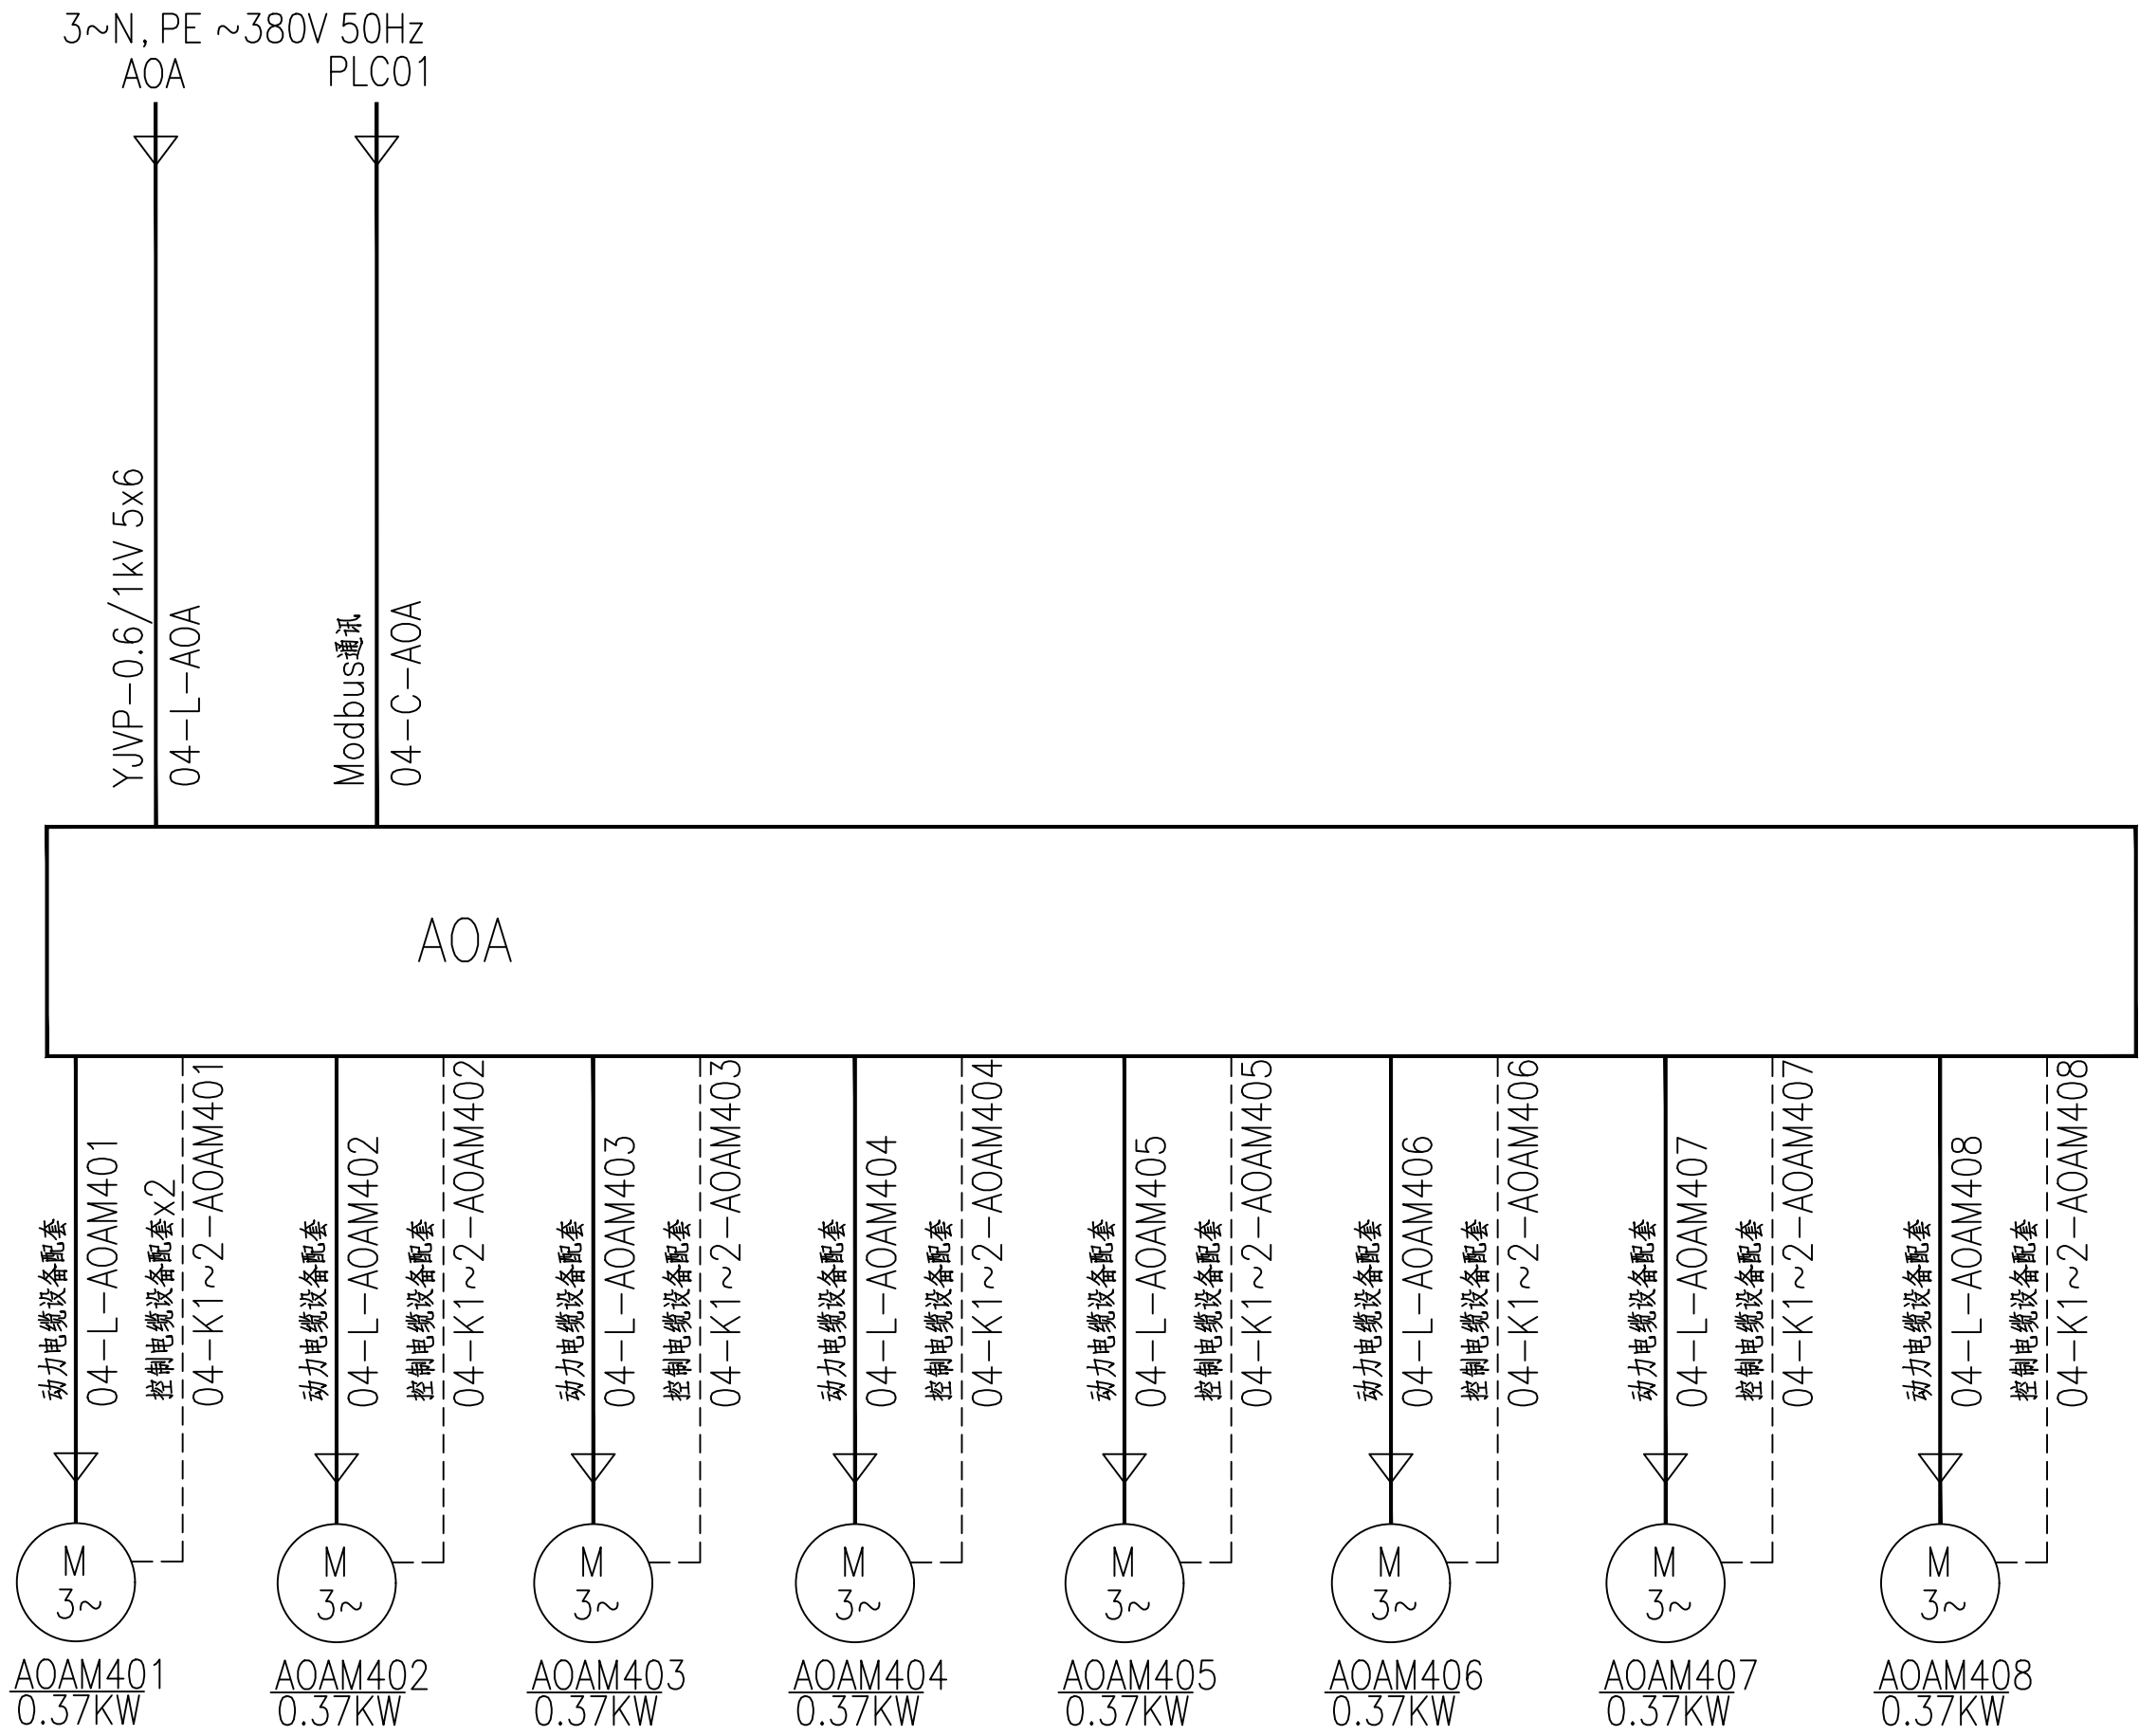 3~N, PE ~380V 50Hz
AOA
PLC01
YJVP-0.6/1kV 5x6
04-L-AOA
Modbus通讯
04-C-AOA
AOA
动力电缆设备配套
04-L-AOAM401
控制电缆设备配套x2
04-K1~2-AOAM401
动力电缆设备配套
04-L-AOAM402
控制电缆设备配套
04-K1~2-AOAM402
动力电缆设备配套
04-L-AOAM403
控制电缆设备配套
04-K1~2-AOAM403
动力电缆设备配套
04-L-AOAM404
控制电缆设备配套
04-K1~2-AOAM404
动力电缆设备配套
04-L-AOAM405
控制电缆设备配套
04-K1~2-AOAM405
动力电缆设备配套
04-L-AOAM406
控制电缆设备配套
04-K1~2-AOAM406
动力电缆设备配套
04-L-AOAM407
控制电缆设备配套
04-K1~2-AOAM407
动力电缆设备配套
04-L-AOAM408
控制电缆设备配套
04-K1~2-AOAM408
M
3~
AOAM401
0.37KW
M
3~
AOAM402
0.37KW
M
3~
AOAM403
0.37KW
M
3~
AOAM404
0.37KW
M
3~
AOAM405
0.37KW
M
3~
AOAM406
0.37KW
M
3~
AOAM407
0.37KW
M
3~
AOAM408
0.37KW